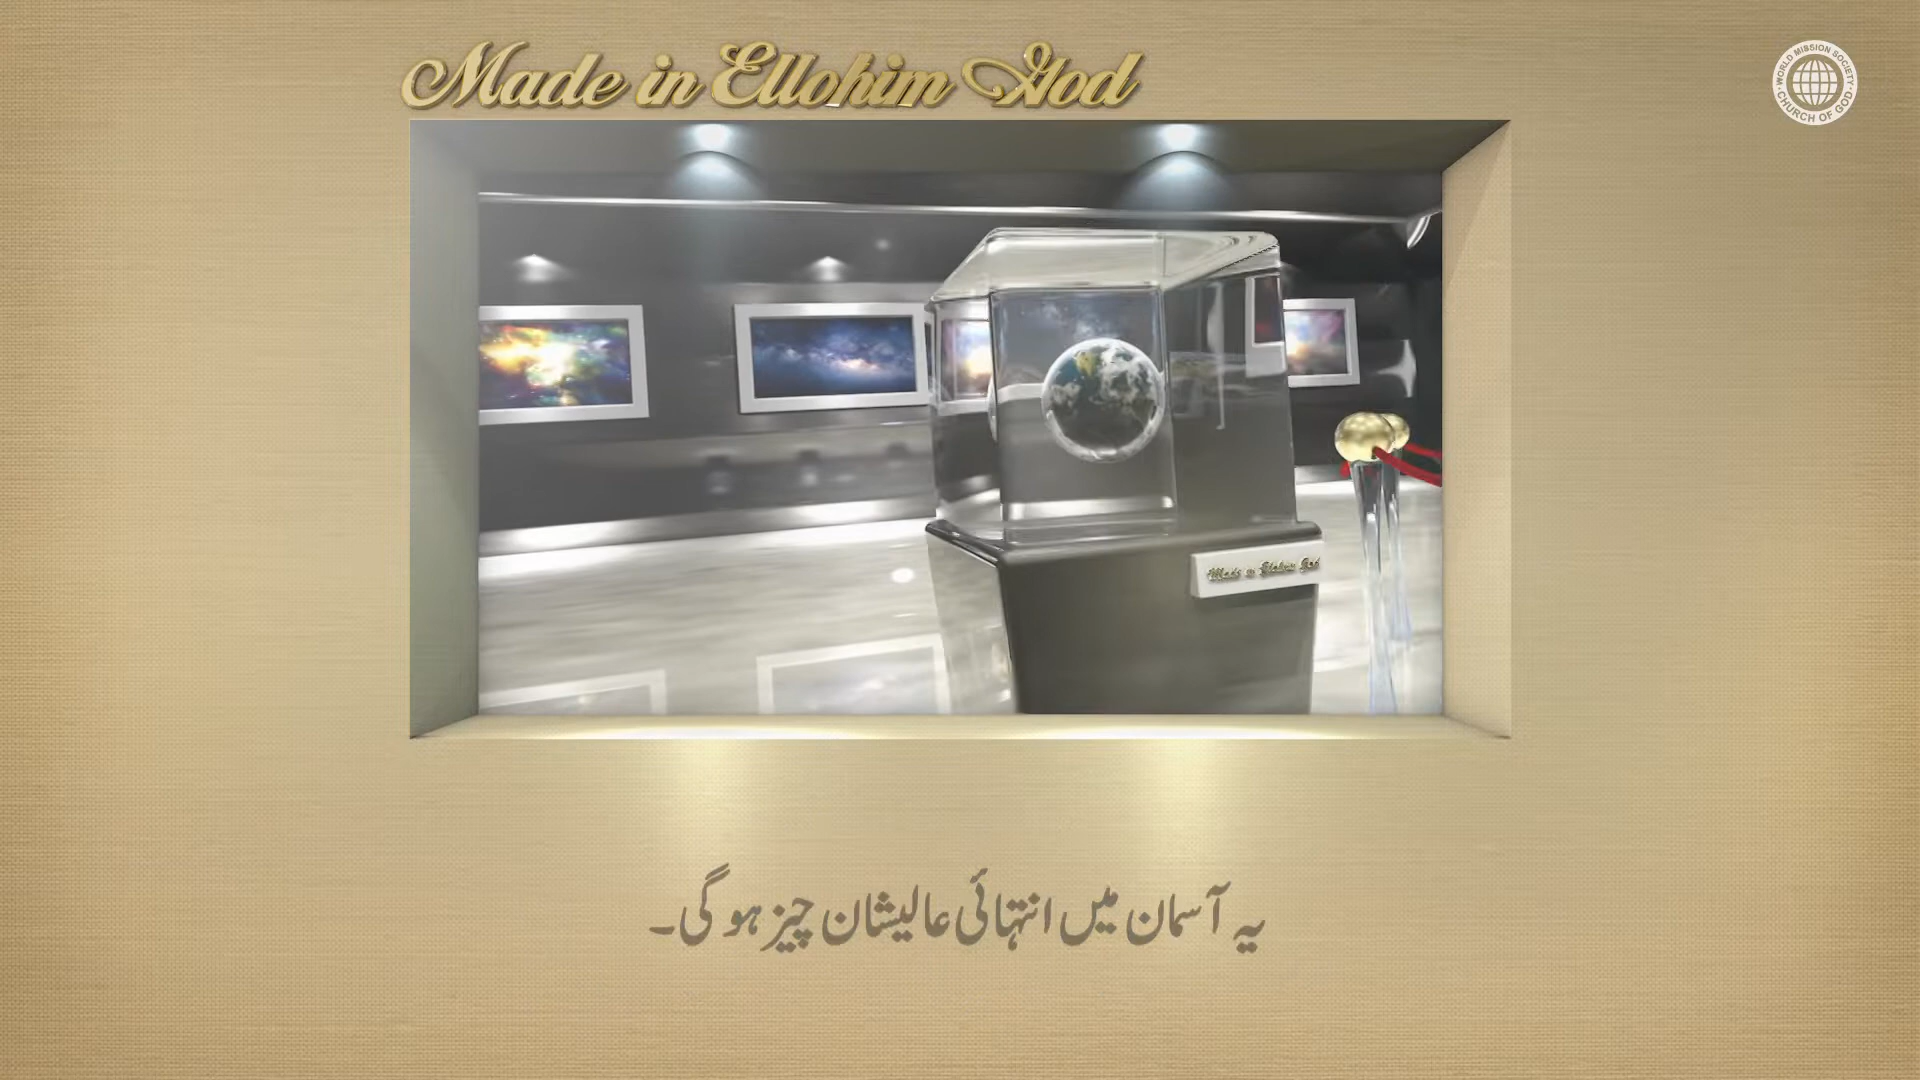 Made in Ellohim God
WORLD MISSION SOCIETY
CHURCH OF GOD
Made in Elohim God
یہ آسمان میں انتہائی عالیشان چیز ہو گی۔